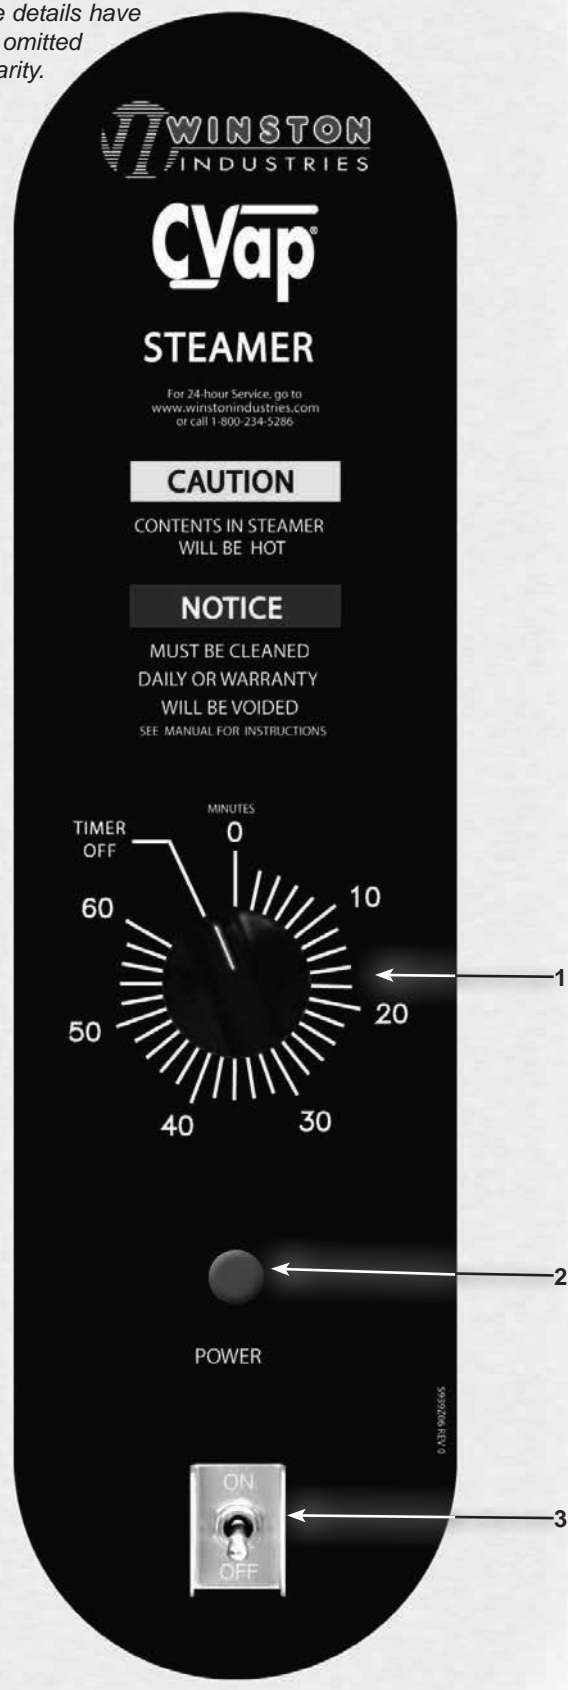 e details have
omitted
arity.
WINSTON
INDUSTRIES
CVap®
STEAMER
For 24-hour Service, go to
www.winstonindustries.com
or call 1-800-234-5286
CAUTION
CONTENTS IN STEAMER
WILL BE HOT
NOTICE
MUST BE CLEANED
DAILY OR WARRANTY
WILL BE VOIDED
SEE MANUAL FOR INSTRUCTIONS
MINUTES
TIMER
OFF
0
10
20
30
40
50
60
1
2
POWER
S939Z06 REV 0
ON
OFF
3